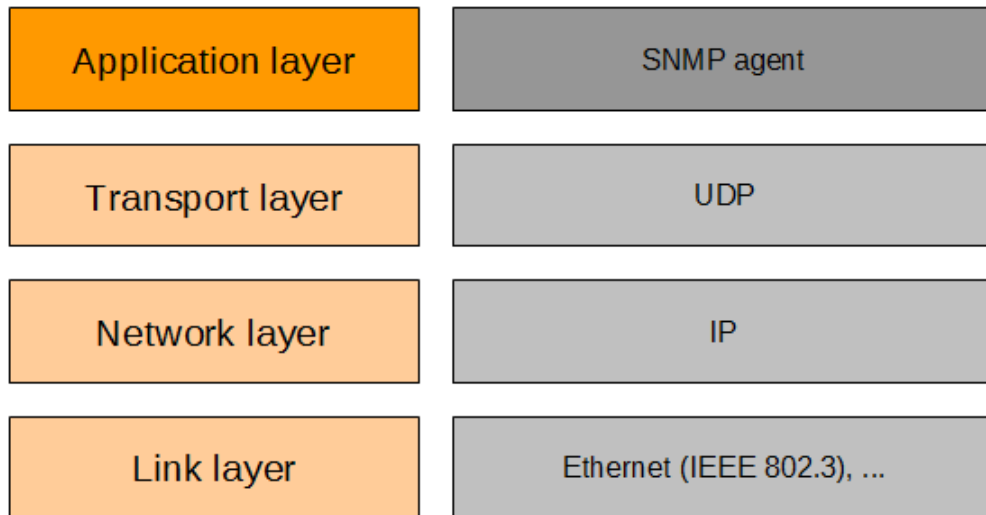 Application layer
SNMP agent
Transport layer
UDP
Network layer
IP
Link layer
Ethernet (IEEE 802.3), ...